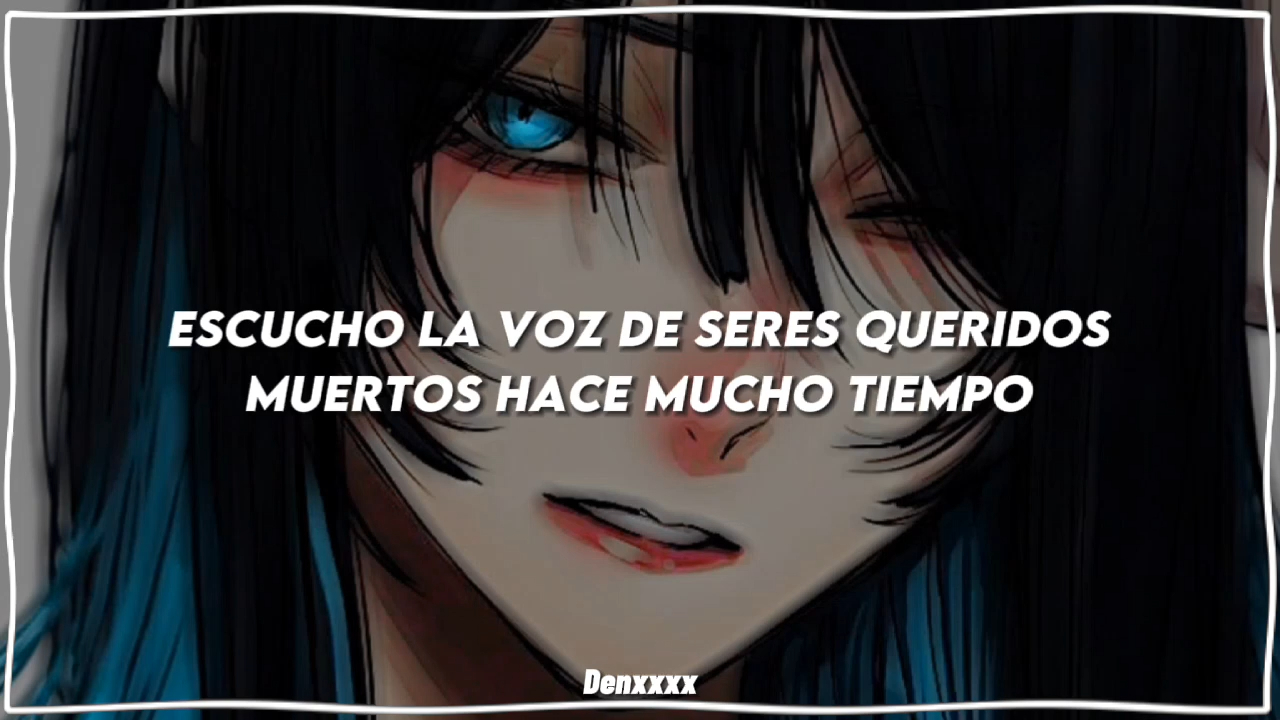 ESCUCHO LA VOZ DE SERES QUERIDOS
MUERTOS HACE MUCHO TIEMPO
Denxxxx